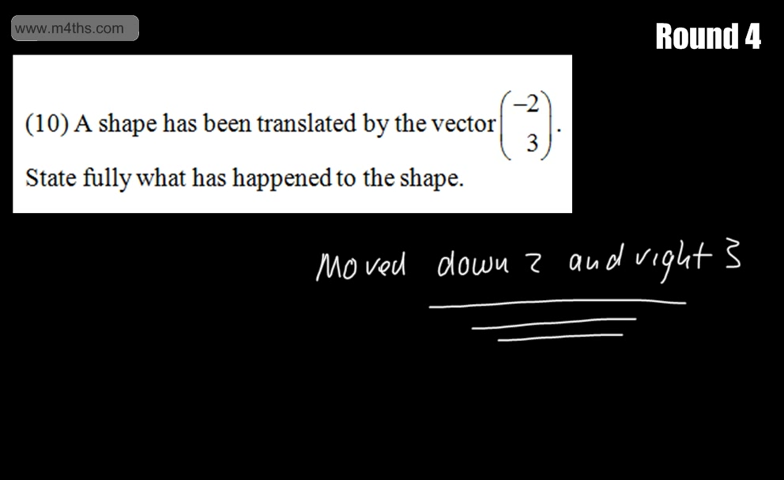 www.m4ths.com
Round 4
(10) A shape has been translated by the vector (−2 3).
State fully what has happened to the shape.
Moved down 2 and right 3